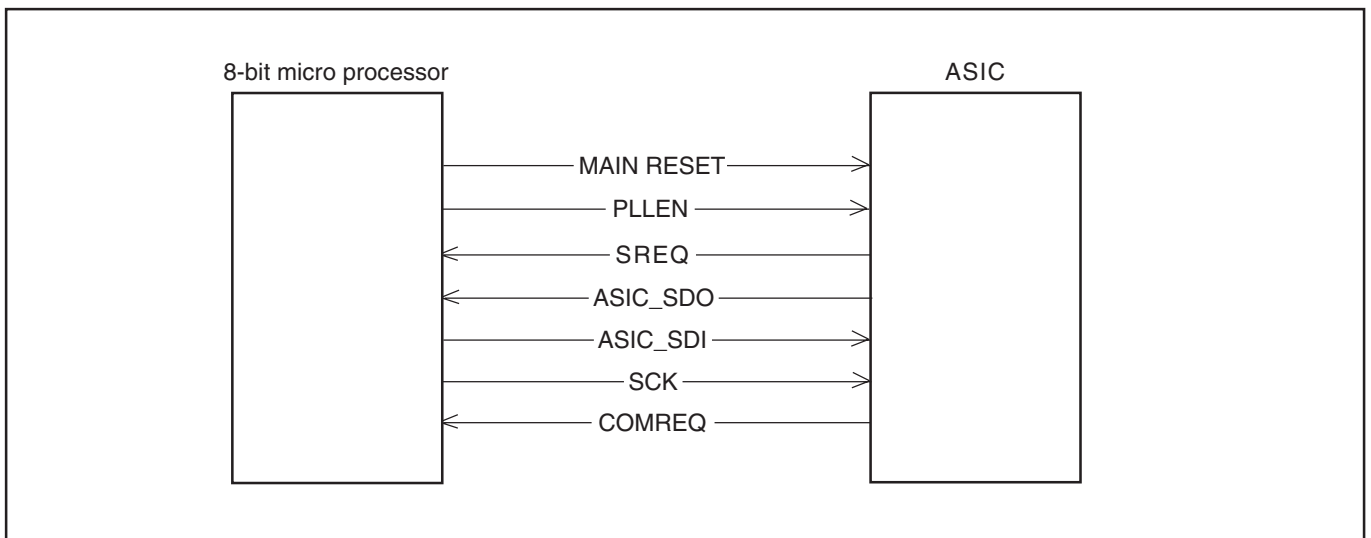 8-bit micro processor
ASIC
MAIN RESET
PLLEN
SREQ
ASIC_SDO
ASIC_SDI
SCK
COMREQ